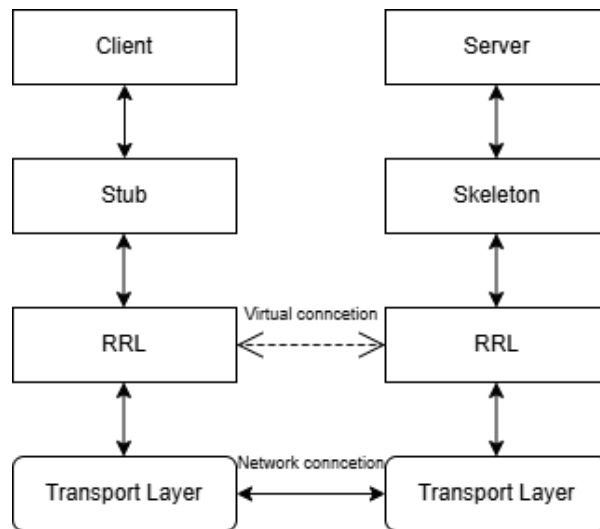 Client
Server
Stub
Skeleton
Virtual conncetion
RRL
RRL
Network conncetion
Transport Layer
Transport Layer